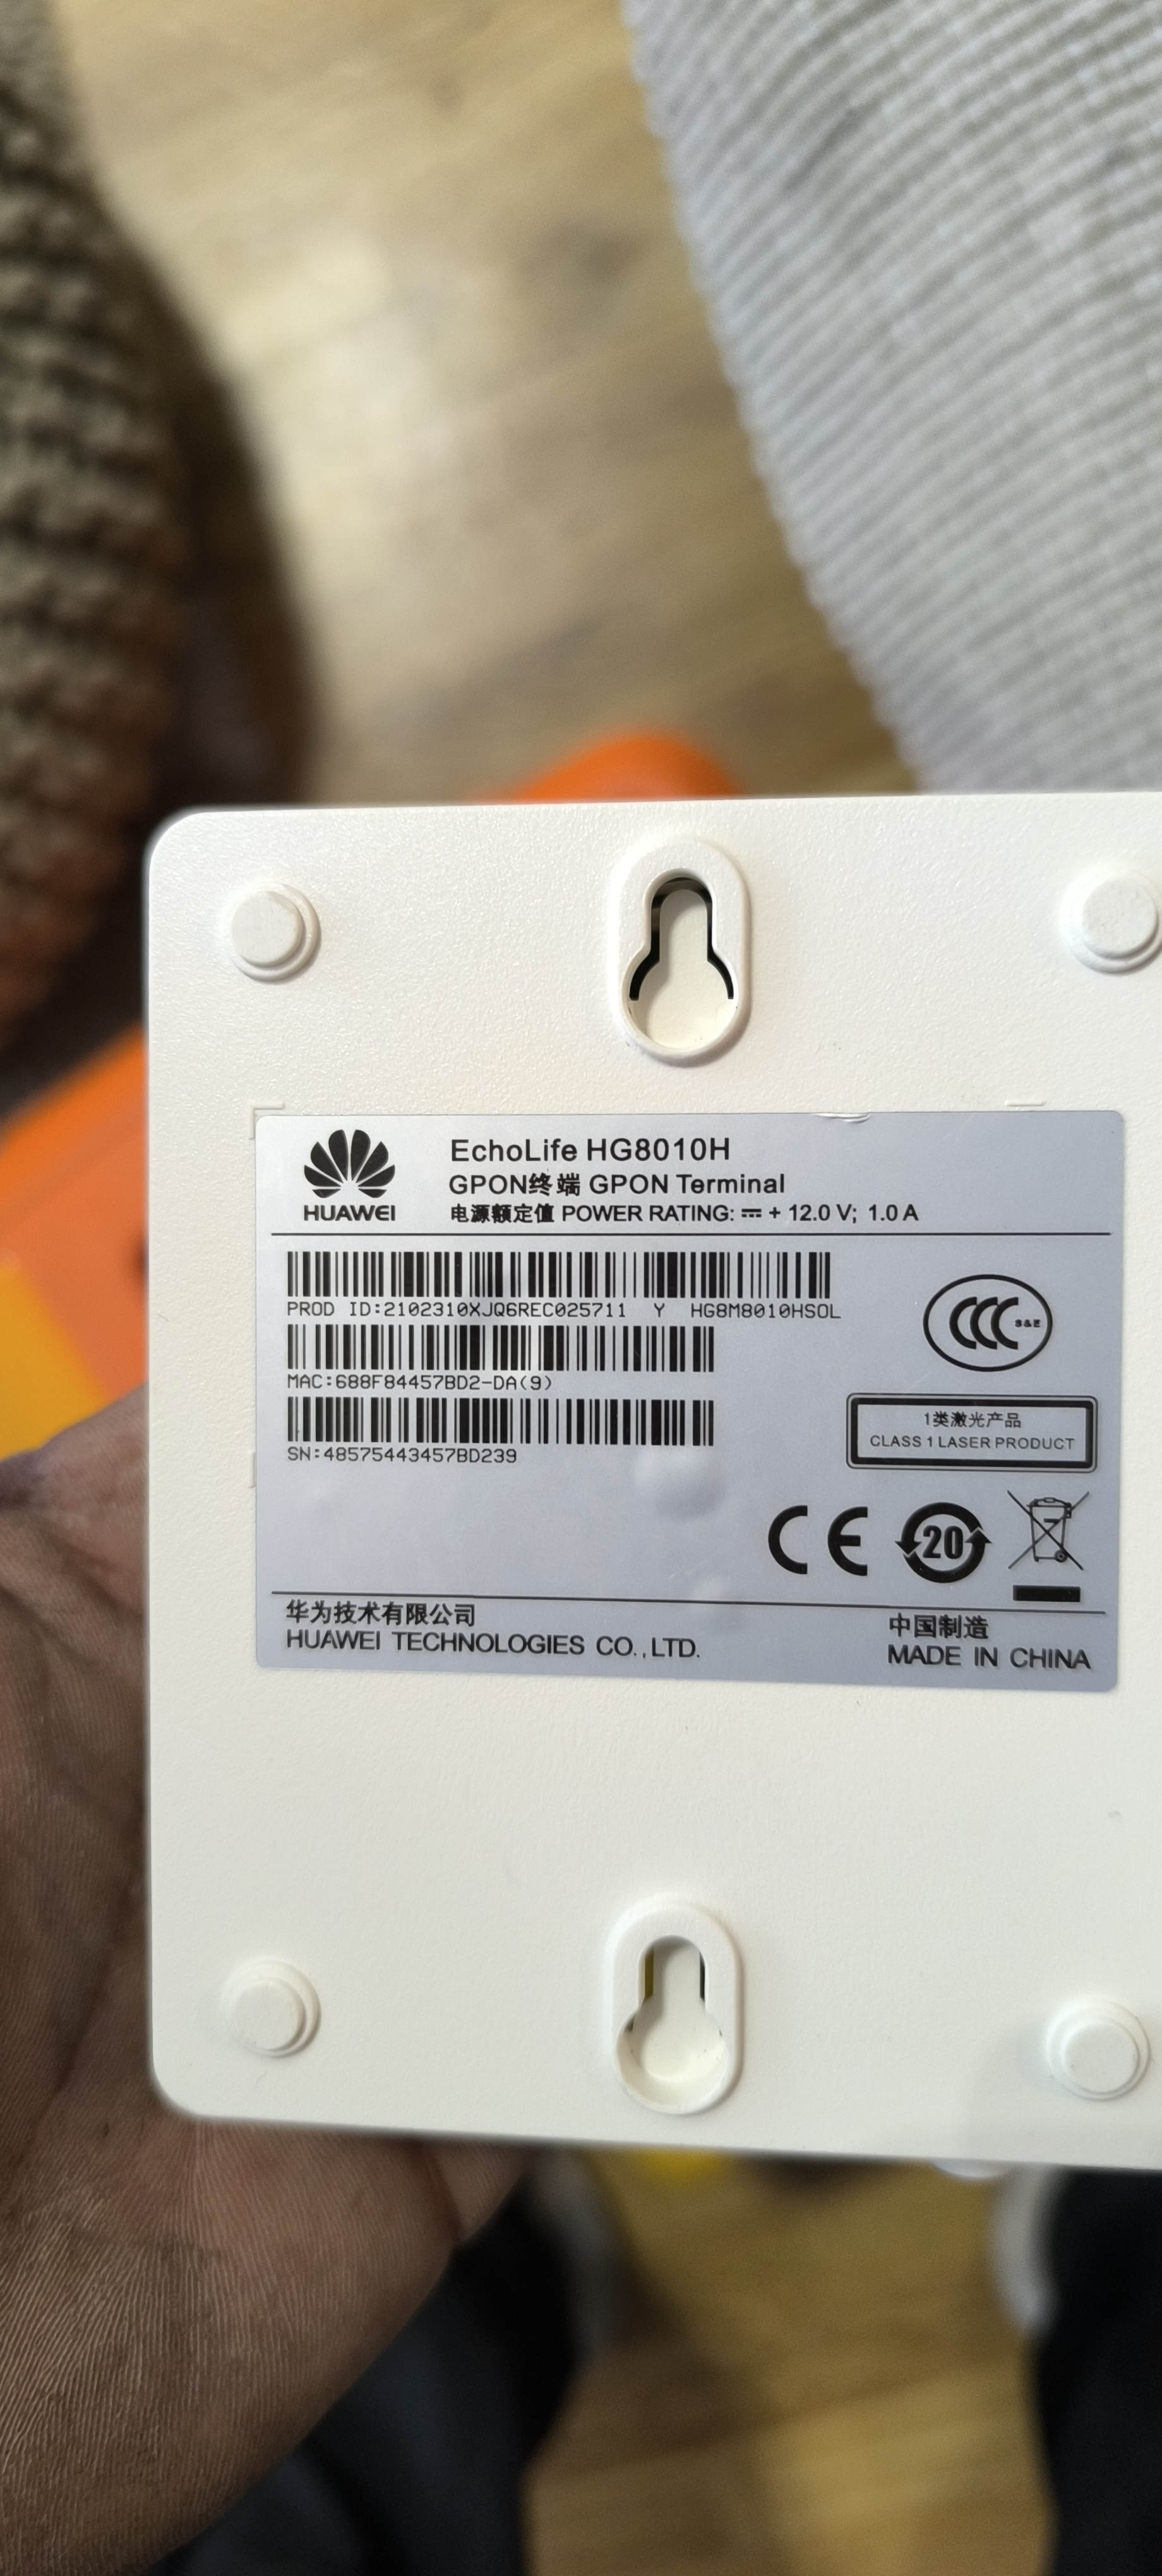 HUAWEI
EchoLife HG8010H
GPON终端 GPON Terminal
电源额定值 POWER RATING: ⎓ + 12.0 V; 1.0 A
PROD ID:2102310XJQ6REC025711 Y HG8M8010HSOL
MAC:688F84457BD2-DA(9)
SN:48575443457BD239
CCC S&E
1类激光产品
CLASS 1 LASER PRODUCT
CE 20
华为技术有限公司
HUAWEI TECHNOLOGIES CO.,LTD.
中国制造
MADE IN CHINA